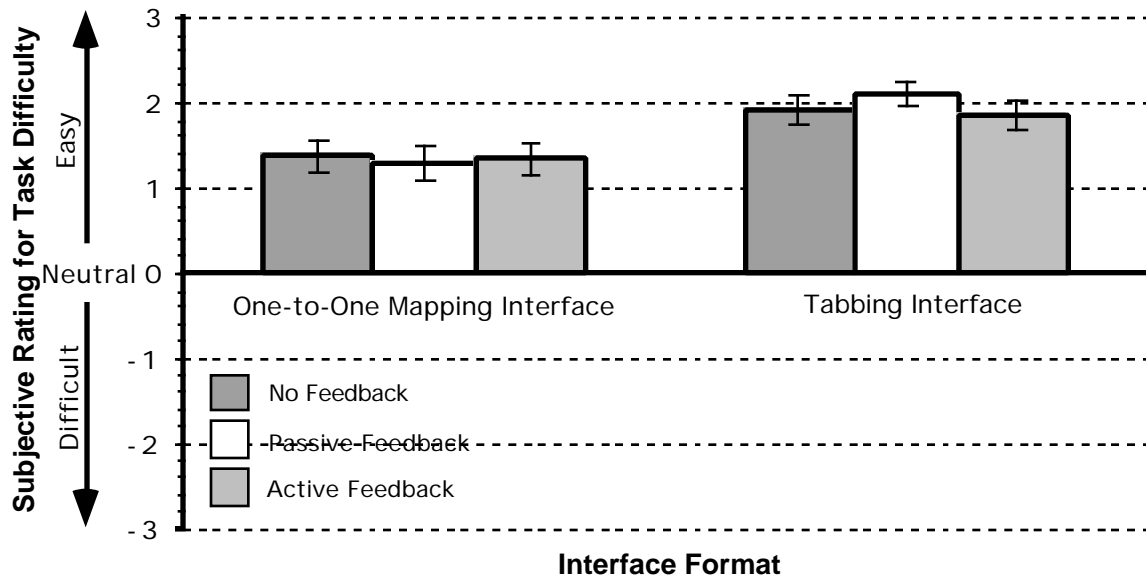 Subjective Rating for Task Difficulty
Easy
Difficult
3
2
1
Neutral 0
-1
-2
-3
One-to-One Mapping Interface
Tabbing Interface
No Feedback
Passive Feedback
Active Feedback
Interface Format